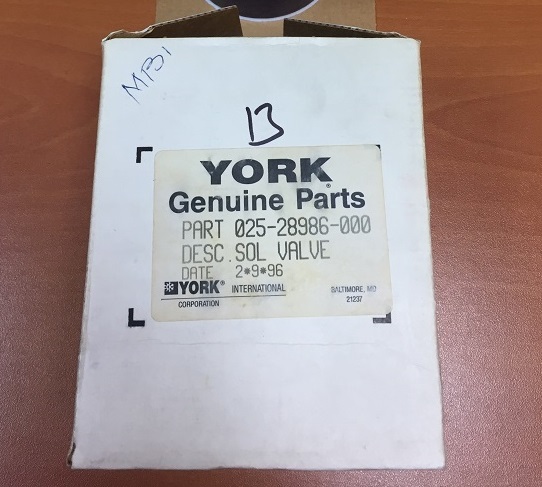 MB1
13
YORK®
Genuine Parts
PART 025-28986-000
DESC. SOL VALVE
DATE 2*9*96
YORK® INTERNATIONAL
CORPORATION
BALTIMORE, MD
21237